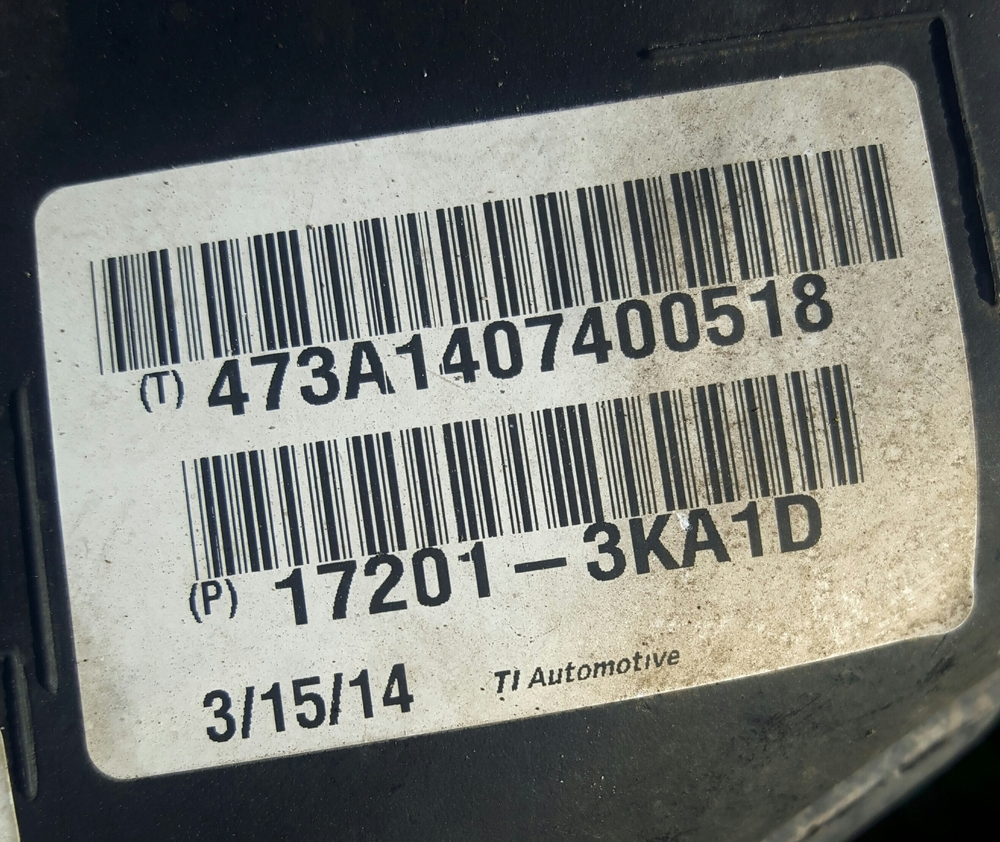 (T) 473A1407400518
(P) 17201-3KA1D
3/15/14 TI Automotive